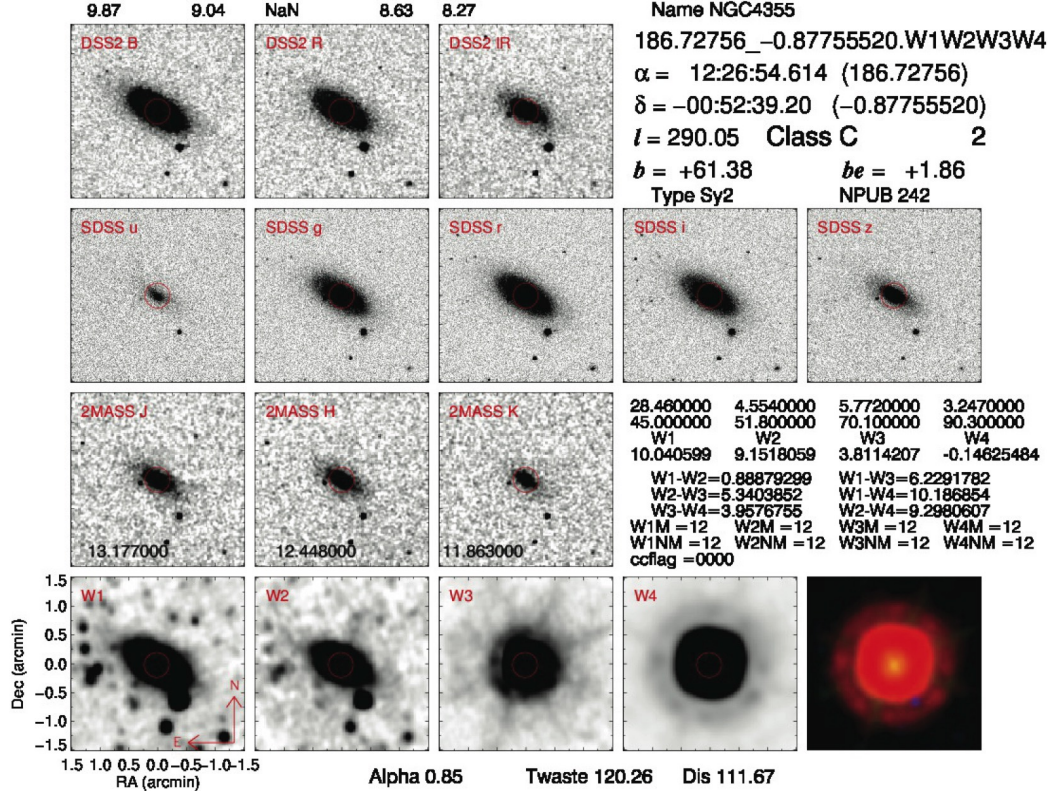 9.87 9.04 NaN 8.63 8.27
Name NGC4355
186.72756_−0.87755520.W1W2W3W4
α = 12:26:54.614 (186.72756)
δ = −00:52:39.20 (−0.87755520)
l = 290.05 Class C 2
b = +61.38 be = +1.86
Type Sy2 NPUB 242
DSS2 B DSS2 R DSS2 IR
SDSS u SDSS g SDSS r SDSS i SDSS z
2MASS J 2MASS H 2MASS K
13.177000 12.448000 11.863000
28.460000 4.5540000 5.7720000 3.2470000
45.000000 51.800000 70.100000 90.300000
W1 W2 W3 W4
10.040599 9.1518059 3.8114207 -0.14625484
W1-W2=0.88879299 W1-W3=6.2291782
W2-W3=5.3403852 W1-W4=10.186854
W3-W4=3.9576755 W2-W4=9.2980607
W1M =12 W2M =12 W3M =12 W4M =12
W1NM =12 W2NM =12 W3NM =12 W4NM =12
ccflag =0000
W1 W2 W3 W4
1.5
1.0
0.5
0.0
−0.5
−1.0
−1.5
Dec (arcmin)
N
E
1.5 1.0 0.5 0.0−0.5−1.0−1.5
RA (arcmin)
Alpha 0.85 Twaste 120.26 Dis 111.67